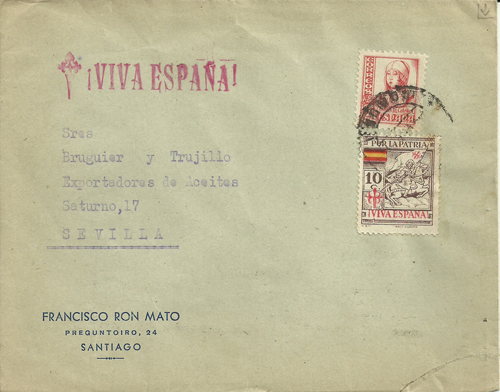 ¡VIVA ESPAÑA!
Sres
Bruguier y Trujillo
Exportadores de Aceites
Saturno,17
SEVILLA
POR LA PATRIA
10
¡VIVA ESPAÑA!
FRANCISCO RON MATO
PREGUNTOIRO, 24
SANTIAGO